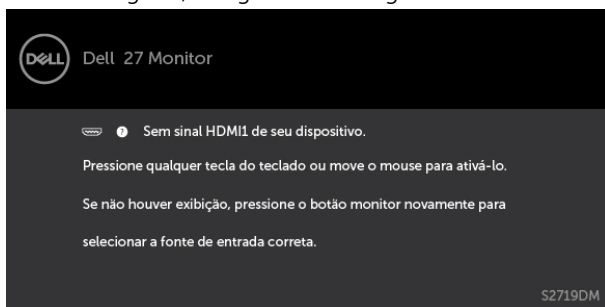 DELL
Dell 27 Monitor
? Sem sinal HDMI1 de seu dispositivo.
Pressione qualquer tecla do teclado ou move o mouse para ativá-lo.
Se não houver exibição, pressione o botão monitor novamente para
selecionar a fonte de entrada correta.
S2719DM